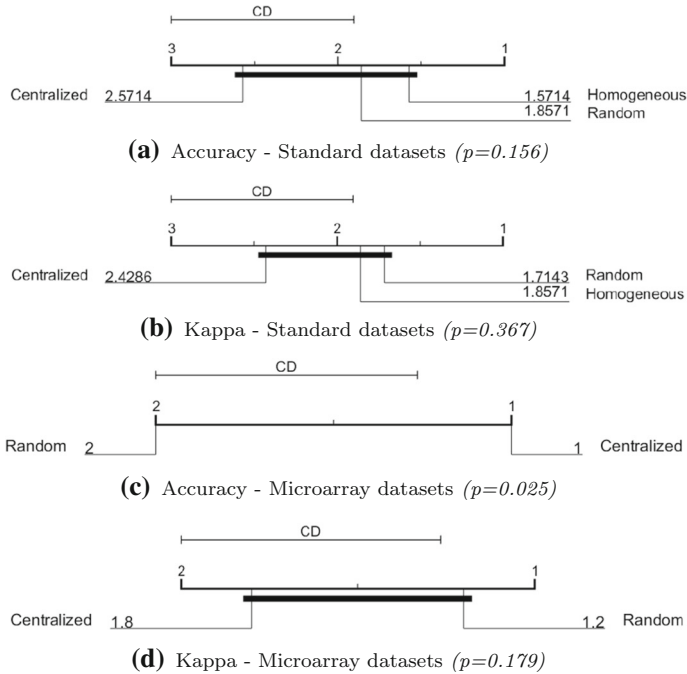 CD
3 2 1
Centralized 2.5714 1.5714 Homogeneous
1.8571 Random
(a) Accuracy - Standard datasets (p=0.156)
CD
3 2 1
Centralized 2.4286 1.7143 Random
1.8571 Homogeneous
(b) Kappa - Standard datasets (p=0.367)
CD
2 1
Random 2 1 Centralized
(c) Accuracy - Microarray datasets (p=0.025)
CD
2 1
Centralized 1.8 1.2 Random
(d) Kappa - Microarray datasets (p=0.179)